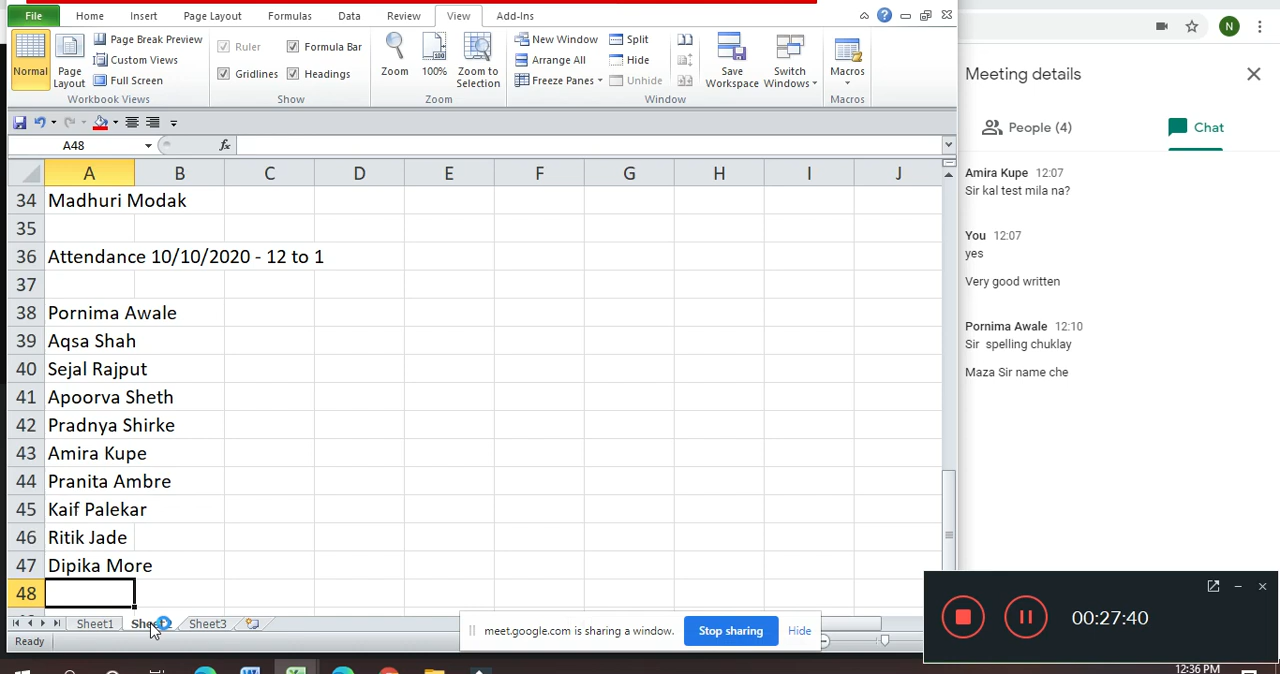 File Home Insert Page Layout Formulas Data Review View Add-Ins
Normal
Page Layout
Page Break Preview
Custom Views
Full Screen
Workbook Views
Ruler
Formula Bar
Gridlines
Headings
Show
Zoom
100%
Zoom to Selection
Zoom
New Window
Arrange All
Freeze Panes
Split
Hide
Unhide
Save Workspace
Switch Windows
Window
Macros
Macros
A48 fx
A B C D E F G H I J
34 Madhuri Modak
35
36 Attendance 10/10/2020 - 12 to 1
37
38 Pornima Awale
39 Aqsa Shah
40 Sejal Rajput
41 Apoorva Sheth
42 Pradnya Shirke
43 Amira Kupe
44 Pranita Ambre
45 Kaif Palekar
46 Ritik Jade
47 Dipika More
48
Sheet1 Sheet3
Ready
meet.google.com is sharing a window. Stop sharing Hide
N
Meeting details
People (4) Chat
Amira Kupe 12:07
Sir kal test mila na?
You 12:07
yes
Very good written
Pornima Awale 12:10
Sir spelling chuklay
Maza Sir name che
00:27:40
12:36 PM